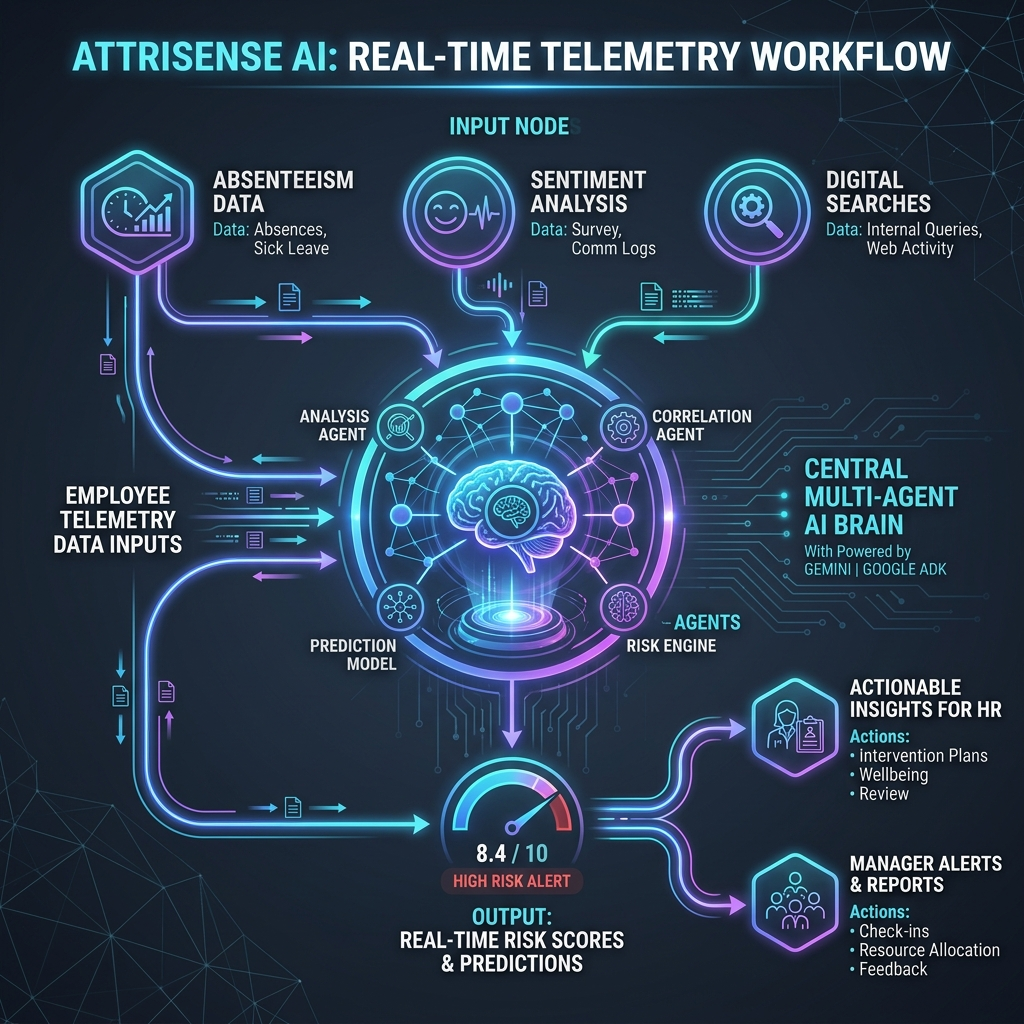 ATTRISENSE AI: REAL-TIME TELEMETRY WORKFLOW
INPUT NODES
ABSENTEEISM
DATA
Data: Absences,
Sick Leave
SENTIMENT
ANALYSIS
Data: Survey,
Comm Logs
DIGITAL
SEARCHES
Data: Internal Queries,
Web Activity
ANALYSIS
AGENT
CORRELATION
AGENT
EMPLOYEE
TELEMETRY
DATA INPUTS
CENTRAL
MULTI-AGENT
AI BRAIN
With Powered by
GEMINI | GOOGLE ADK
PREDICTION
MODEL
AGENTS
RISK ENGINE
ACTIONABLE
INSIGHTS FOR HR
Actions:
• intervention Plans
• Wellbeing
• Review
8.4 / 10
HIGH RISK ALERT
OUTPUT:
REAL-TIME RISK SCORES
& PREDICTIONS
MANAGER ALERTS
& REPORTS
Actions:
• Check-ins
• Resource Allocation
• Feedback